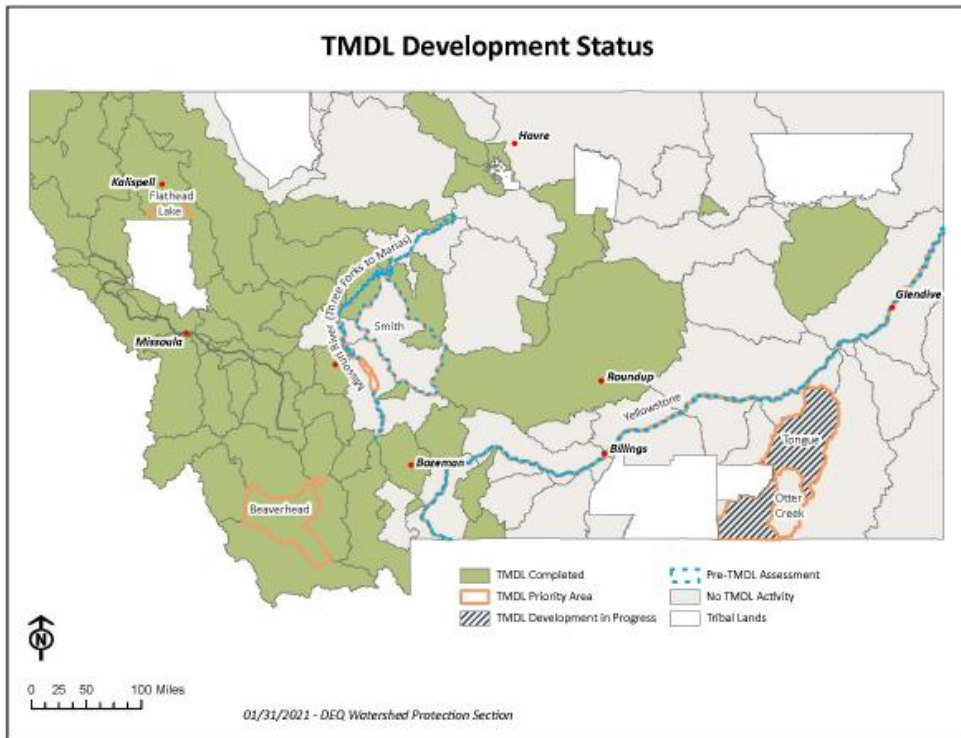 TMDL Development Status
Havre
Kalispell
Flathead
Lake
Missouri River (Three Forks to Marias)
Glendive
Smith
Missoula
Roundup
Yellowstone
Billings
Bozeman
Tongue
Otter
Creek
Beaverhead
TMDL Completed
TMDL Priority Area
TMDL Development in Progress
Pre-TMDL Assessment
No TMDL Activity
Tribal Lands
N
0 25 50 100 Miles
01/31/2021 - DEQ Watershed Protection Section